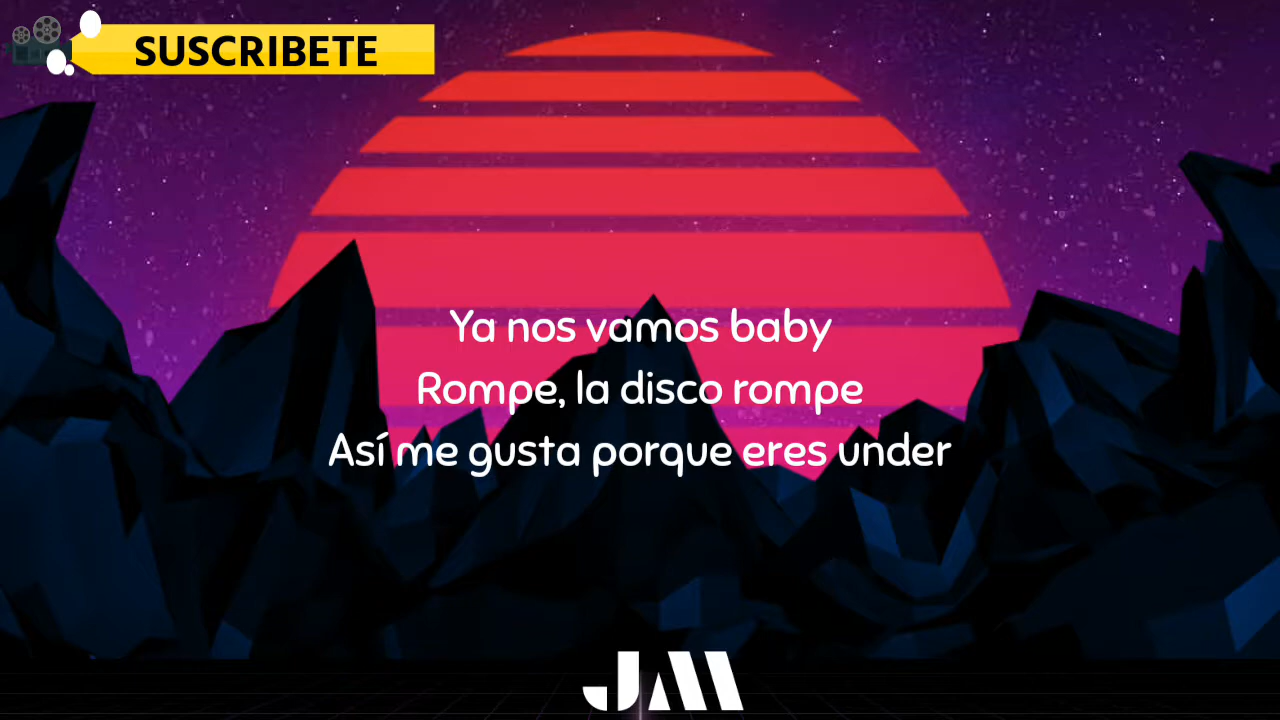 SUSCRIBETE
Ya nos vamos baby
Rompe, la disco rompe
Así me gusta porque eres under
JM